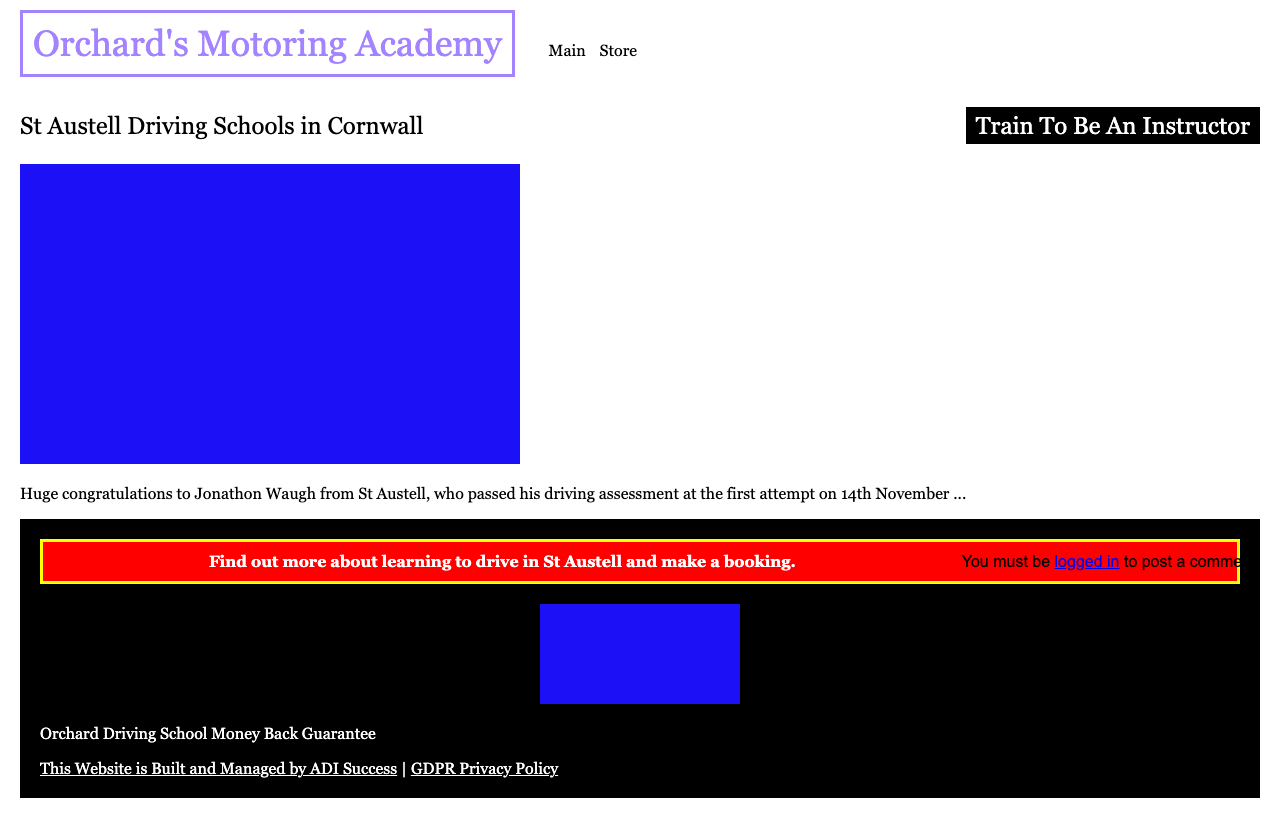 Orchard's Motoring Academy
Main Store
St Austell Driving Schools in Cornwall
Train To Be An Instructor
Huge congratulations to Jonathon Waugh from St Austell, who passed his driving assessment at the first attempt on 14th November ...
Find out more about learning to drive in St Austell and make a booking.
You must be logged in to post a comme
Orchard Driving School Money Back Guarantee
This Website is Built and Managed by ADI Success | GDPR Privacy Policy